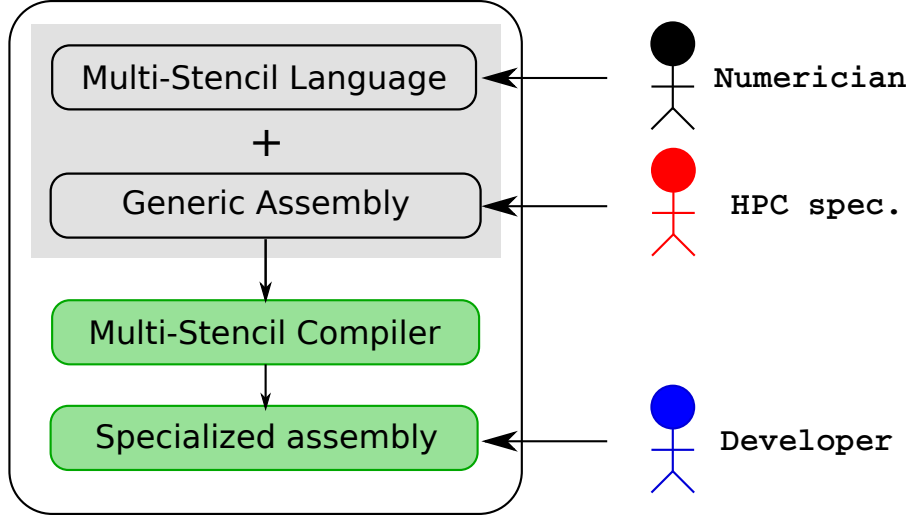 Multi-Stencil Language
Numerician
+
Generic Assembly
HPC spec.
Multi-Stencil Compiler
Specialized assembly
Developer